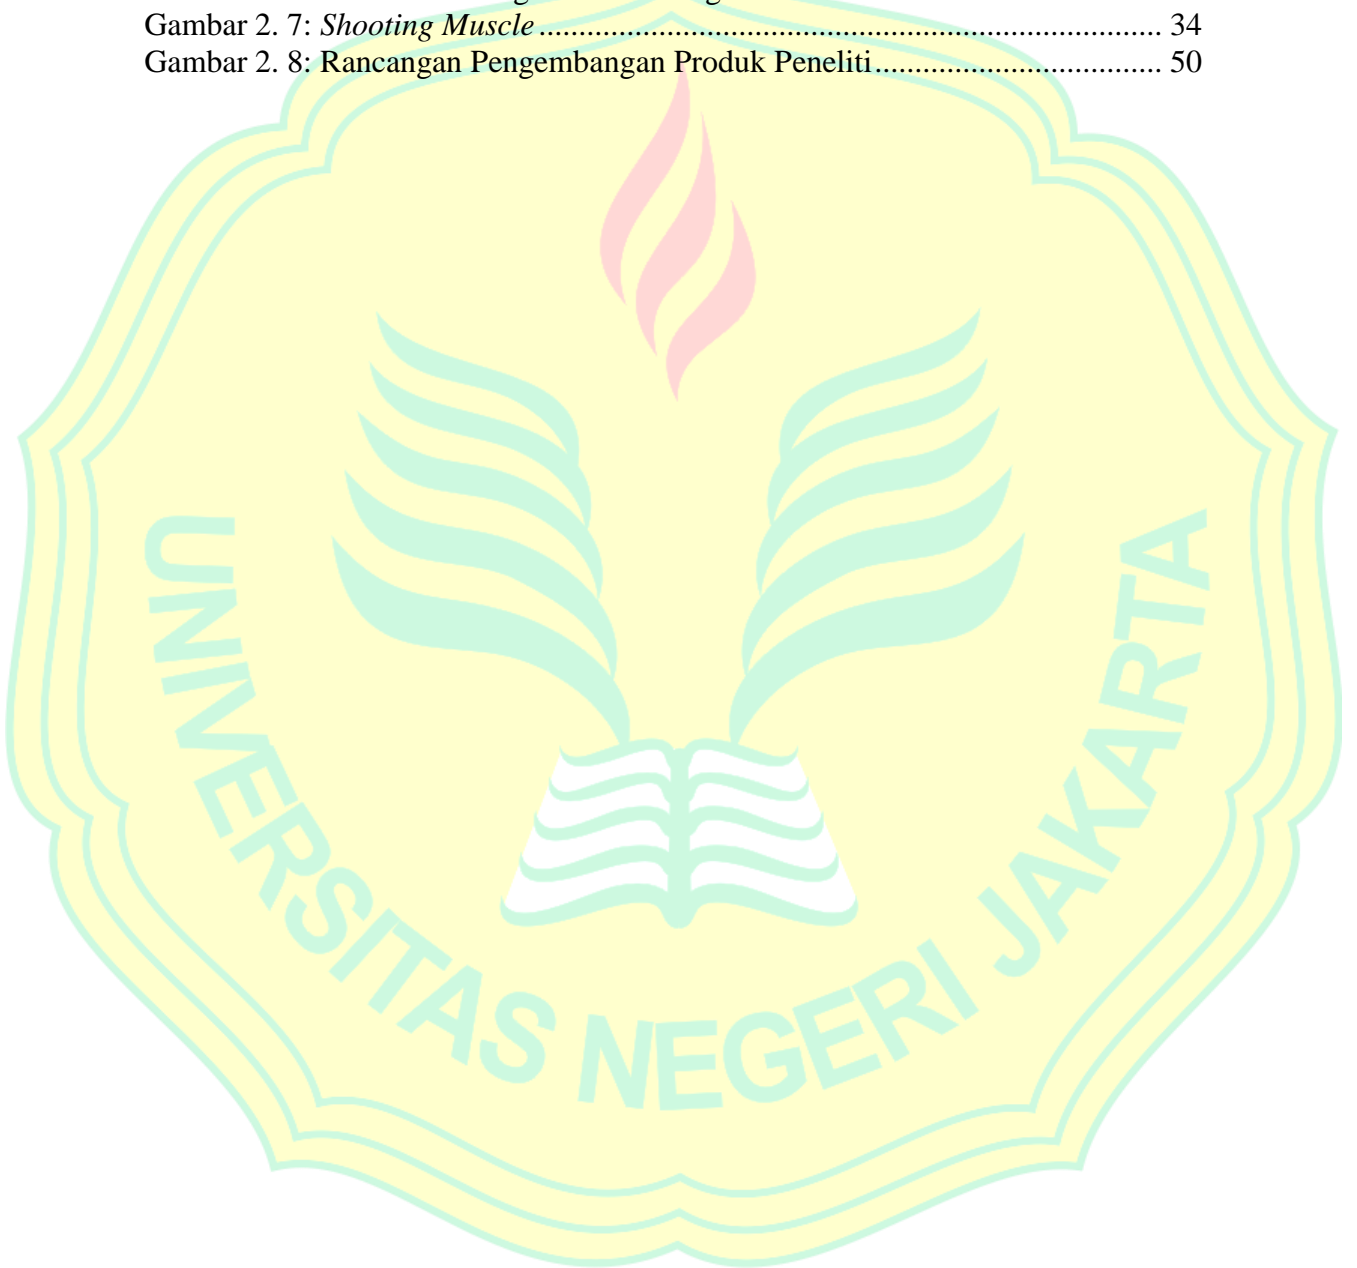 Gambar 2. 7: Shooting Muscle.............................................................................. 34
Gambar 2. 8: Rancangan Pengembangan Produk Peneliti.................................... 50
UNIVERSITAS NEGERI JAKARTA